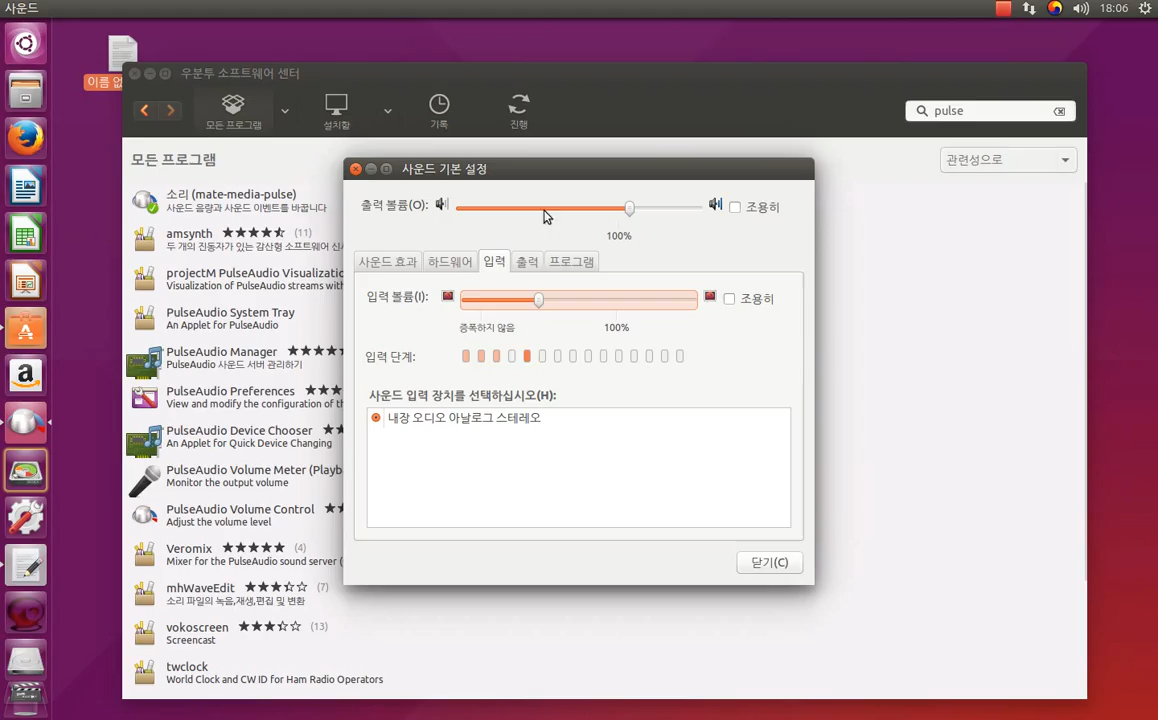 사운드
18:06
이름 없
우분투 소프트웨어 센터
모든 프로그램
설치함
기록
진행
pulse
모든 프로그램
관련성으로
소리 (mate-media-pulse)
사운드 음량과 사운드 이벤트를 바꿉니다
amsynth (11)
두 개의 진동자가 있는 감산형 소프트웨어 신
projectM PulseAudio Visualizati
Visualization of PulseAudio streams with
PulseAudio System Tray
An Applet for PulseAudio
PulseAudio Manager
PulseAudio 사운드 서버 관리하기
PulseAudio Preferences
View and modify the configuration of th
PulseAudio Device Chooser
An Applet for Quick Device Changing
PulseAudio Volume Meter (Playb
Monitor the output volume
PulseAudio Volume Control
Adjust the volume level
Veromix (4)
Mixer for the PulseAudio sound server (
mhWaveEdit (7)
소리 파일의 녹음,재생,편집 및 변환
vokoscreen (13)
Screencast
twclock
World Clock and CW ID for Ham Radio Operators
사운드 기본 설정
출력 볼륨(O):
조용히
100%
사운드 효과
하드웨어
입력
출력
프로그램
입력 볼륨(I):
조용히
증폭하지 않음
100%
입력 단계:
사운드 입력 장치를 선택하십시오(H):
내장 오디오 아날로그 스테레오
닫기(C)